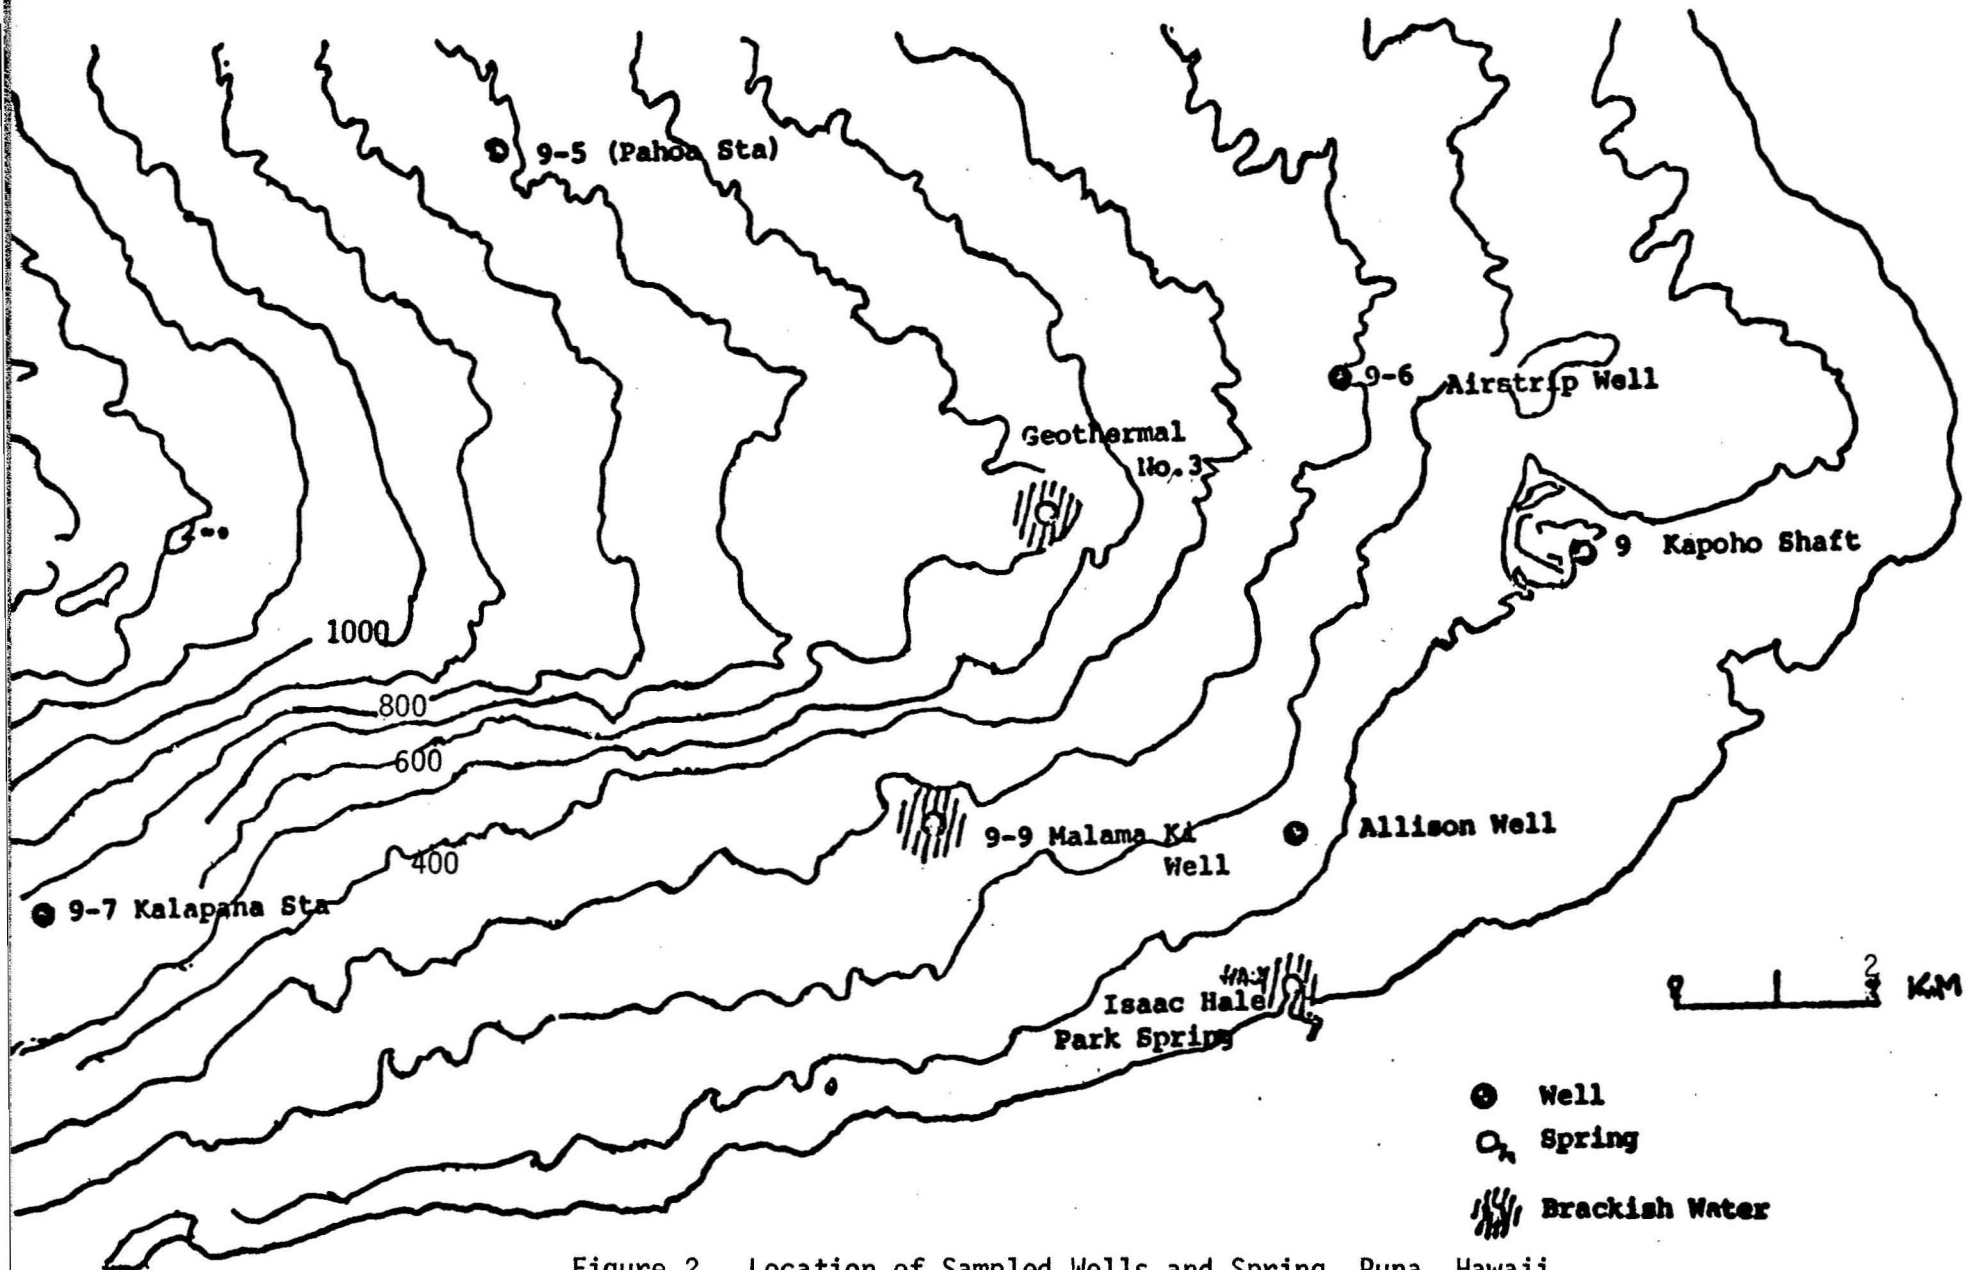 9-5 (Pahoa Sta)
9-6 Airstrip Well
Geothermal
No.3
9 Kapoho Shaft
1000
800
600
400
9-9 Malama Ki
Well
Allison Well
9-7 Kalapana Sta
Isaac Hale
Park Spring
2
KM
Well
Spring
Brackish Water
Figure 2. Location of Sampled Wells and Spring, Puna, Hawaii